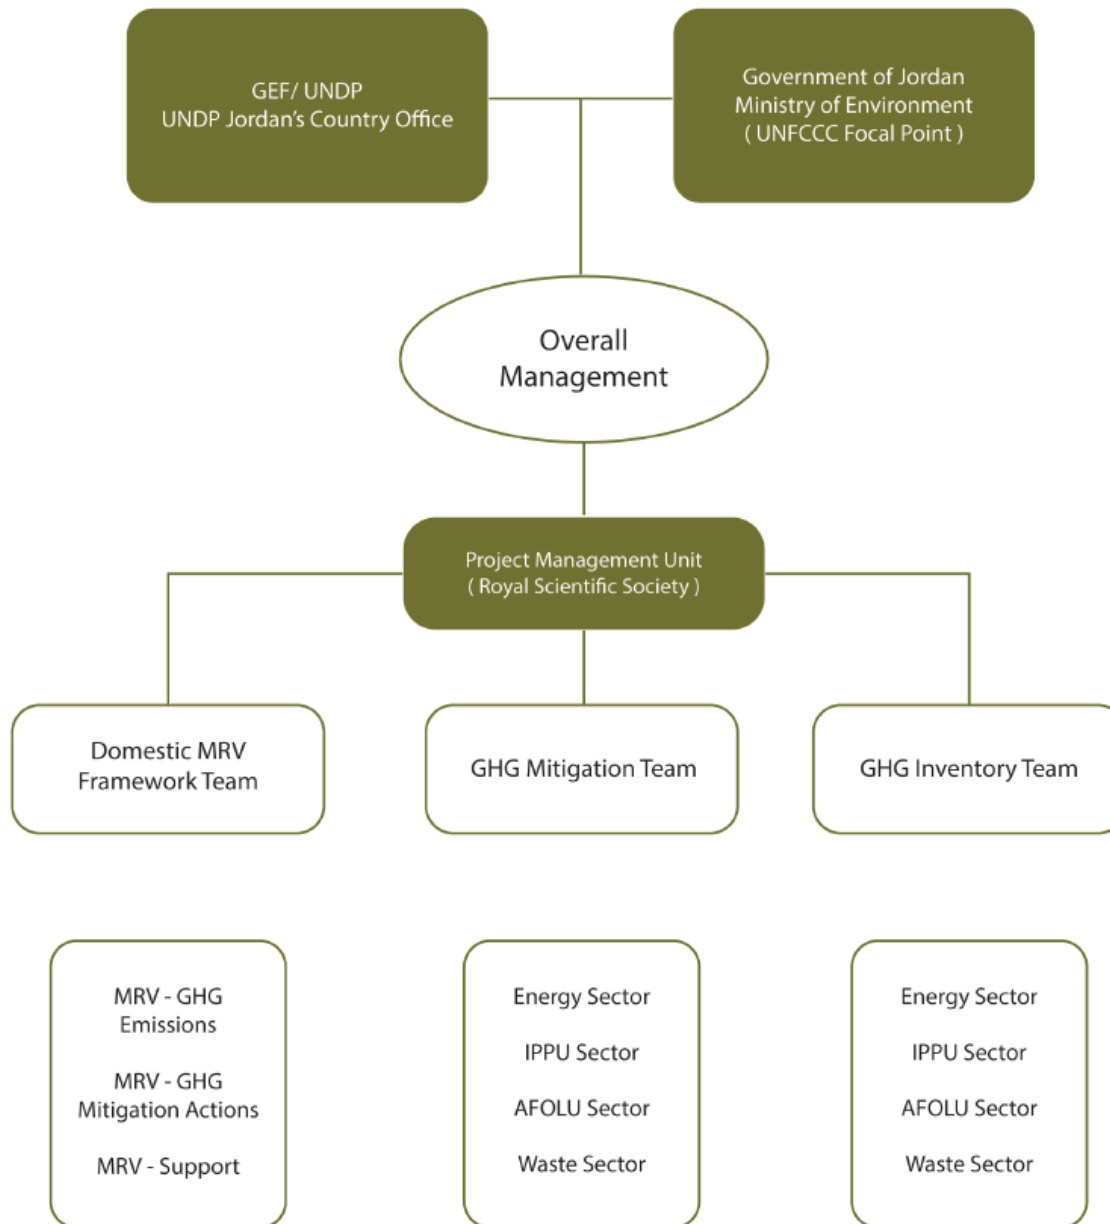 GEF/ UNDP
UNDP Jordan's Country Office
Government of Jordan
Ministry of Environment
( UNFCCC Focal Point )
Overall
Management
Project Management Unit
( Royal Scientific Society )
Domestic MRV
Framework Team
GHG Mitigation Team
GHG Inventory Team
MRV - GHG
Emissions
MRV - GHG
Mitigation Actions
MRV - Support
Energy Sector
IPPU Sector
AFOLU Sector
Waste Sector
Energy Sector
IPPU Sector
AFOLU Sector
Waste Sector